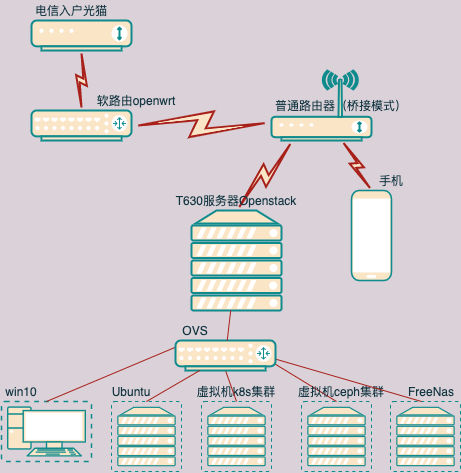 电信入户光猫
软路由openwrt
普通路由器（桥接模式）
手机
T630服务器Openstack
OVS
win10
Ubuntu
虚拟机k8s集群
虚拟机ceph集群
FreeNas